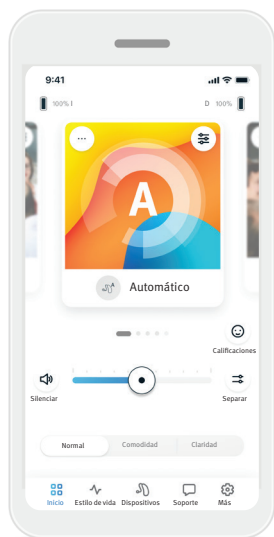 9:41
100% I
D 100%
A
A
Automático
Calificaciones
Silenciar
Separar
Normal
Comodidad
Claridad
Inicio
Estilo de vida
Dispositivos
Soporte
Más